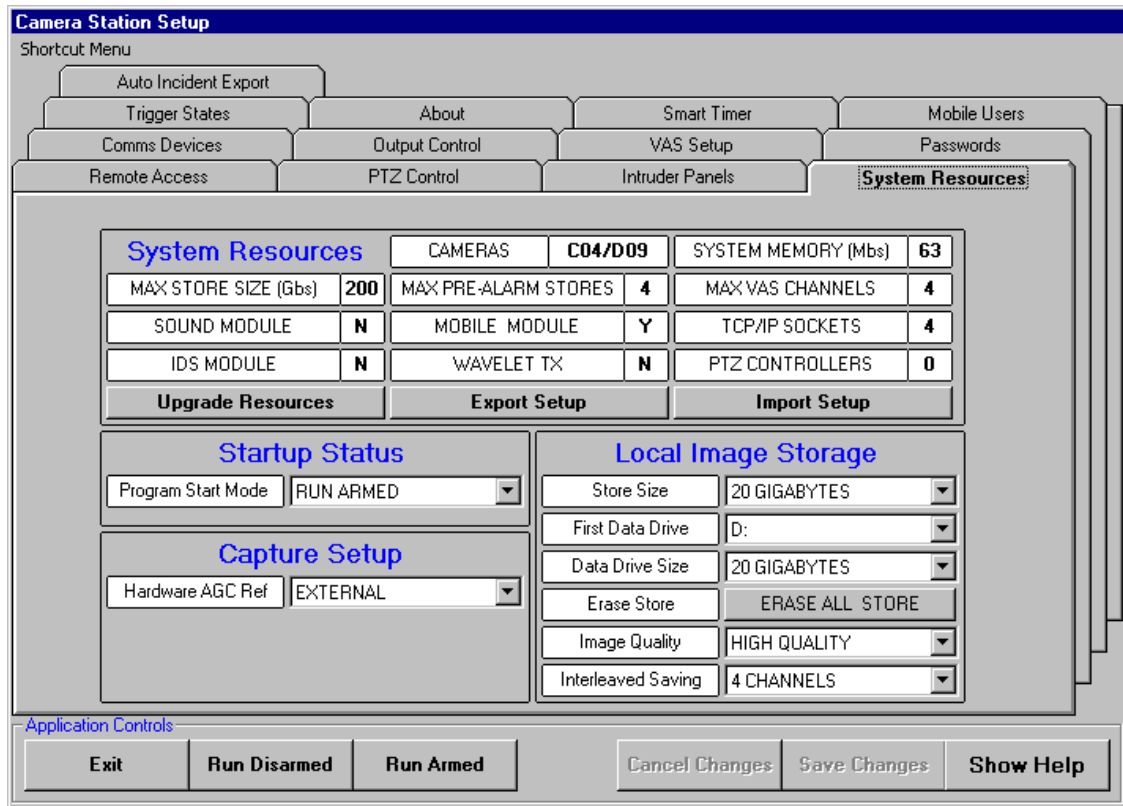 Camera Station Setup
Shortcut Menu
Auto Incident Export
Trigger States About Smart Timer Mobile Users
Comms Devices Output Control VAS Setup Passwords
Remote Access PTZ Control Intruder Panels System Resources
System Resources CAMERAS C04/D09 SYSTEM MEMORY (Mbs) 63
MAX STORE SIZE (Gbs) 200 MAX PRE-ALARM STORES 4 MAX VAS CHANNELS 4
SOUND MODULE N MOBILE MODULE Y TCP/IP SOCKETS 4
IDS MODULE N WAVELET TX N PTZ CONTROLLERS 0
Upgrade Resources Export Setup Import Setup
Startup Status
Program Start Mode RUN ARMED
Capture Setup
Hardware AGC Ref EXTERNAL
Local Image Storage
Store Size 20 GIGABYTES
First Data Drive D:
Data Drive Size 20 GIGABYTES
Erase Store ERASE ALL STORE
Image Quality HIGH QUALITY
Interleaved Saving 4 CHANNELS
Application Controls
Exit Run Disarmed Run Armed Cancel Changes Save Changes Show Help